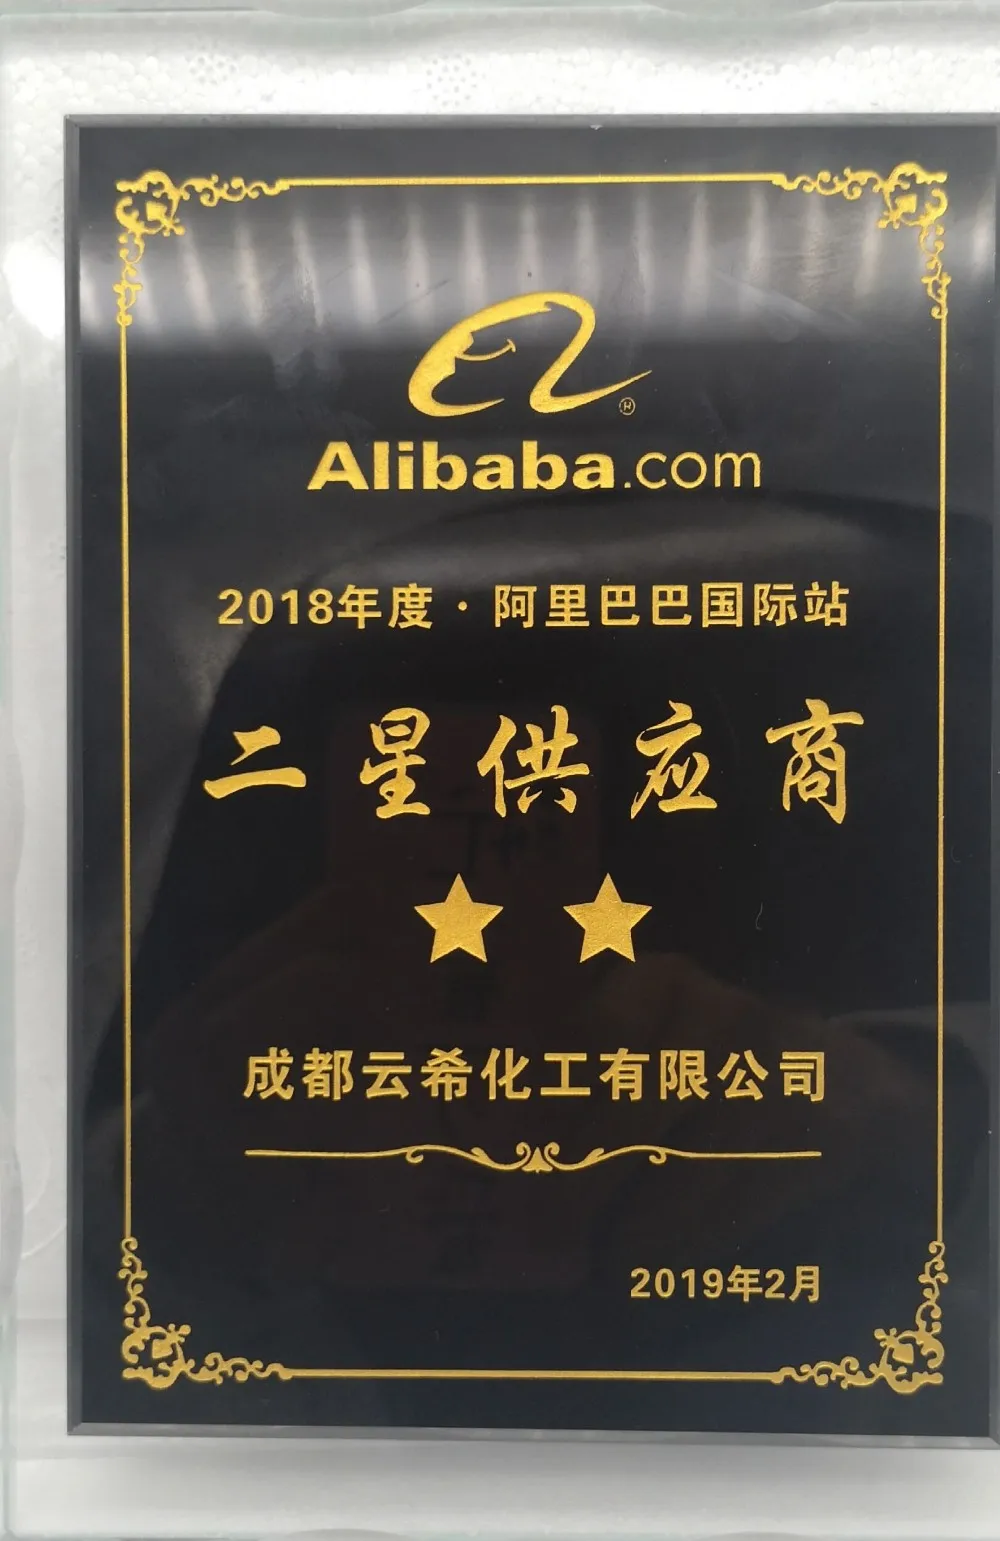 Alibaba.com
2018年度·阿里巴巴国际站
二星供应商
成都云希化工有限公司
2019年2月